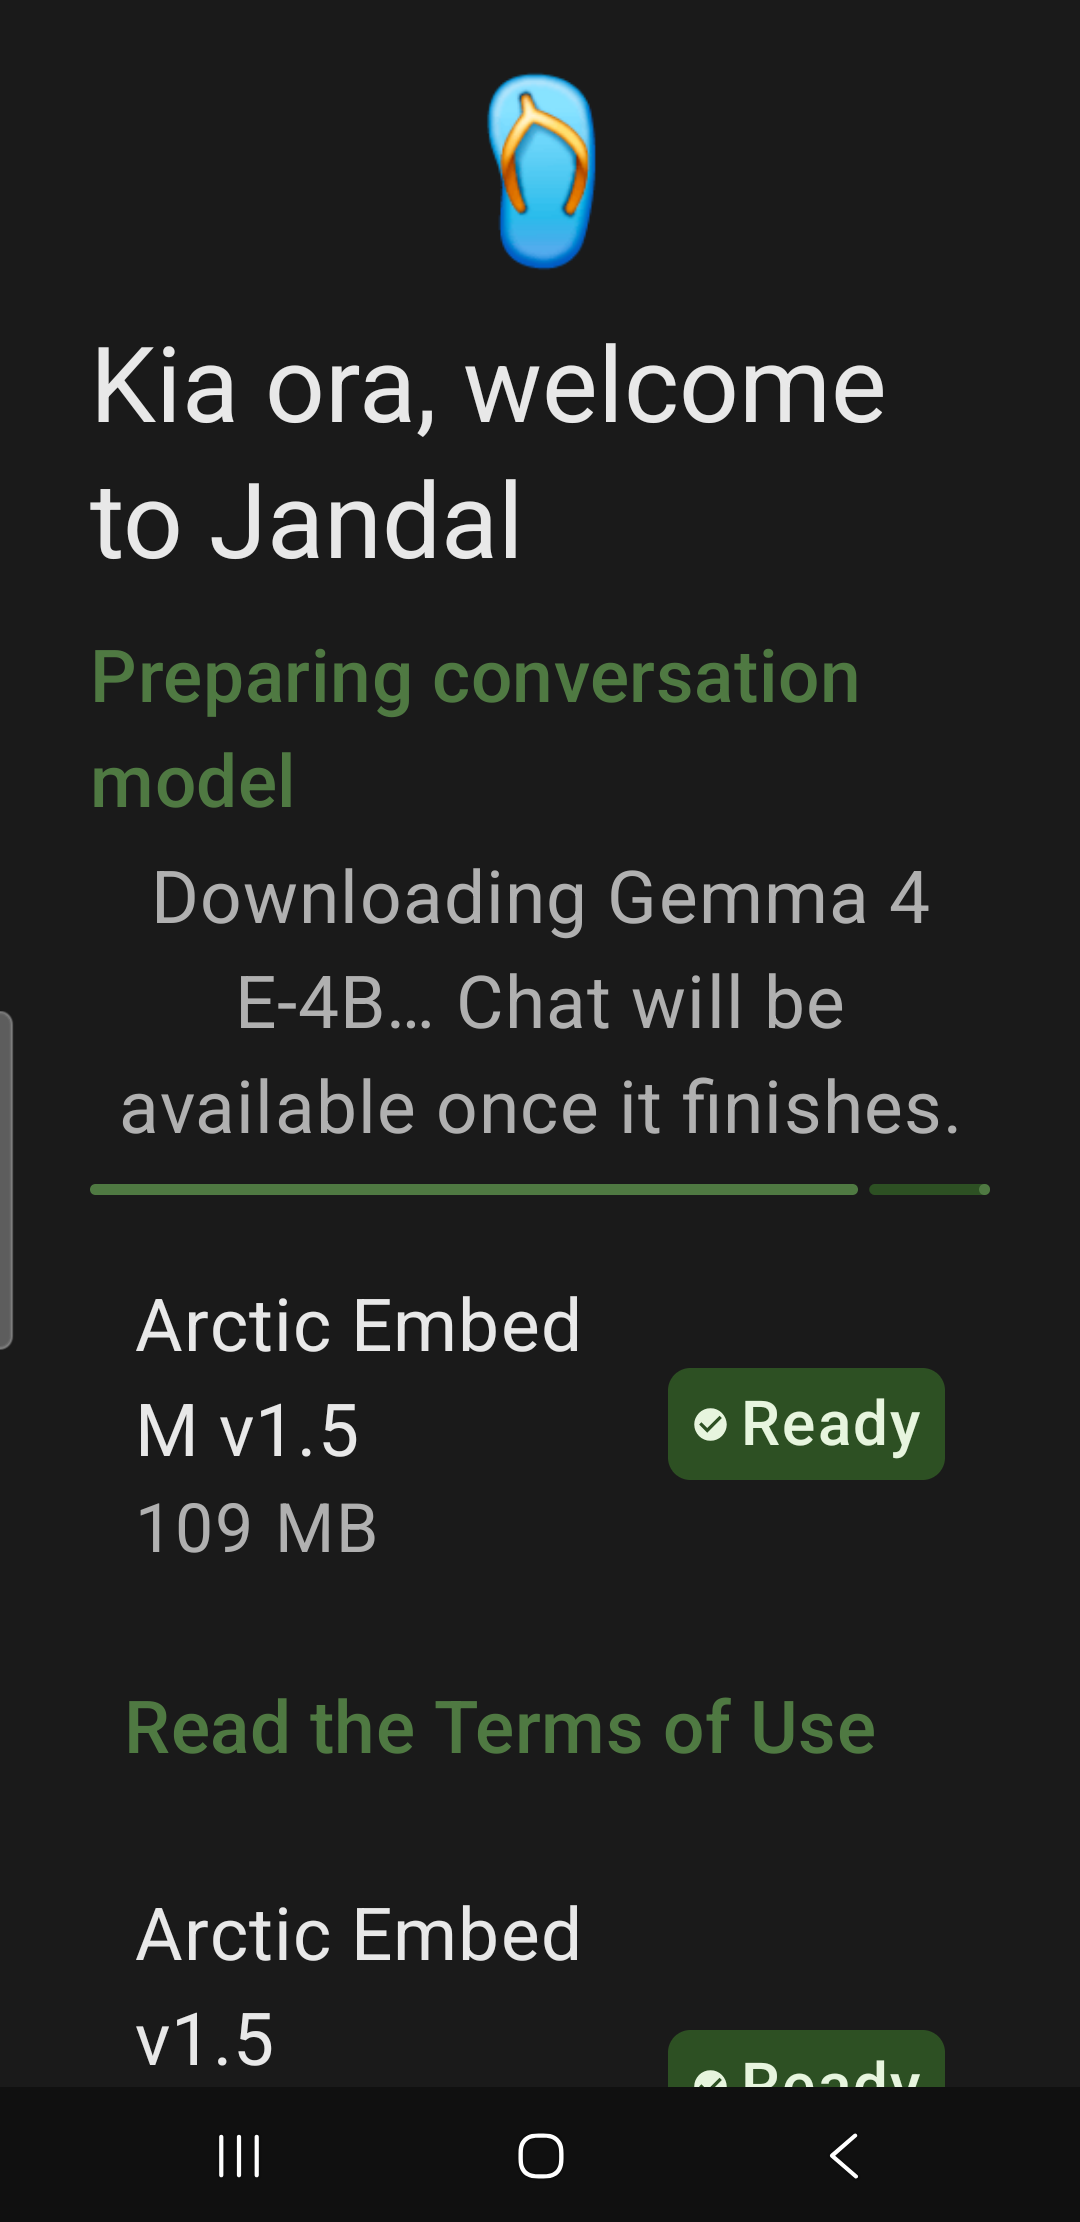 Kia ora, welcome
to Jandal
Preparing conversation
model
Downloading Gemma 4
E-4B… Chat will be
available once it finishes.
Arctic Embed
M v1.5
Ready
109 MB
Read the Terms of Use
Arctic Embed
v1.5
Ready